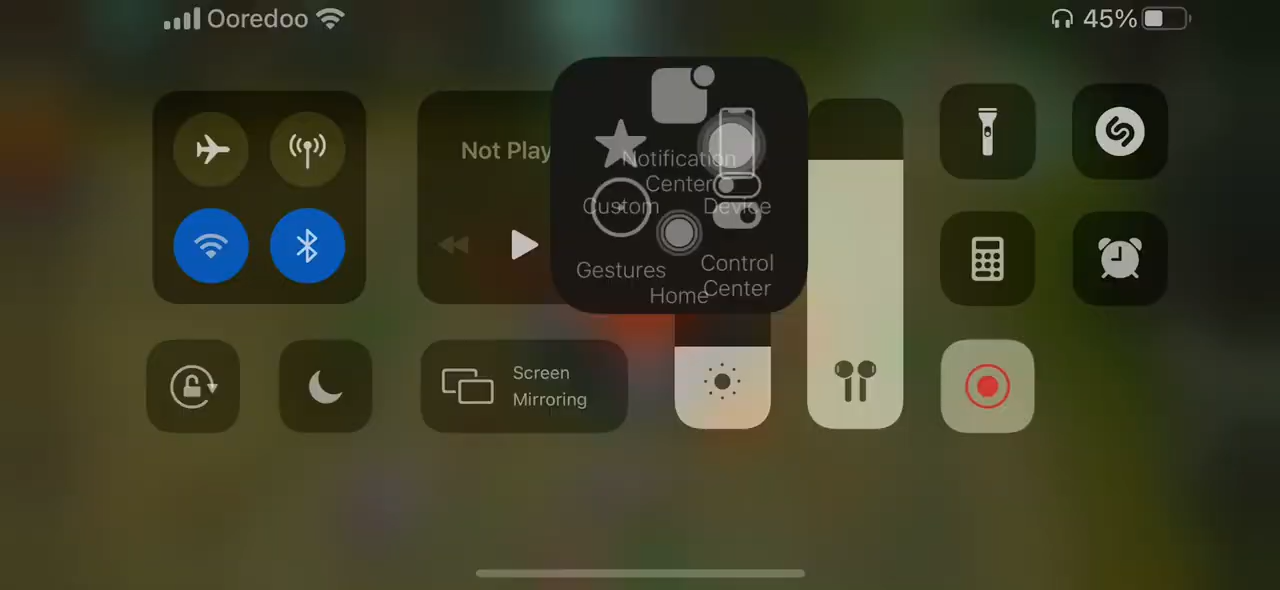 Ooredoo
45%
Not Play
Notification
Center
Custom
Device
Gestures
Control
Center
Home
Screen
Mirroring